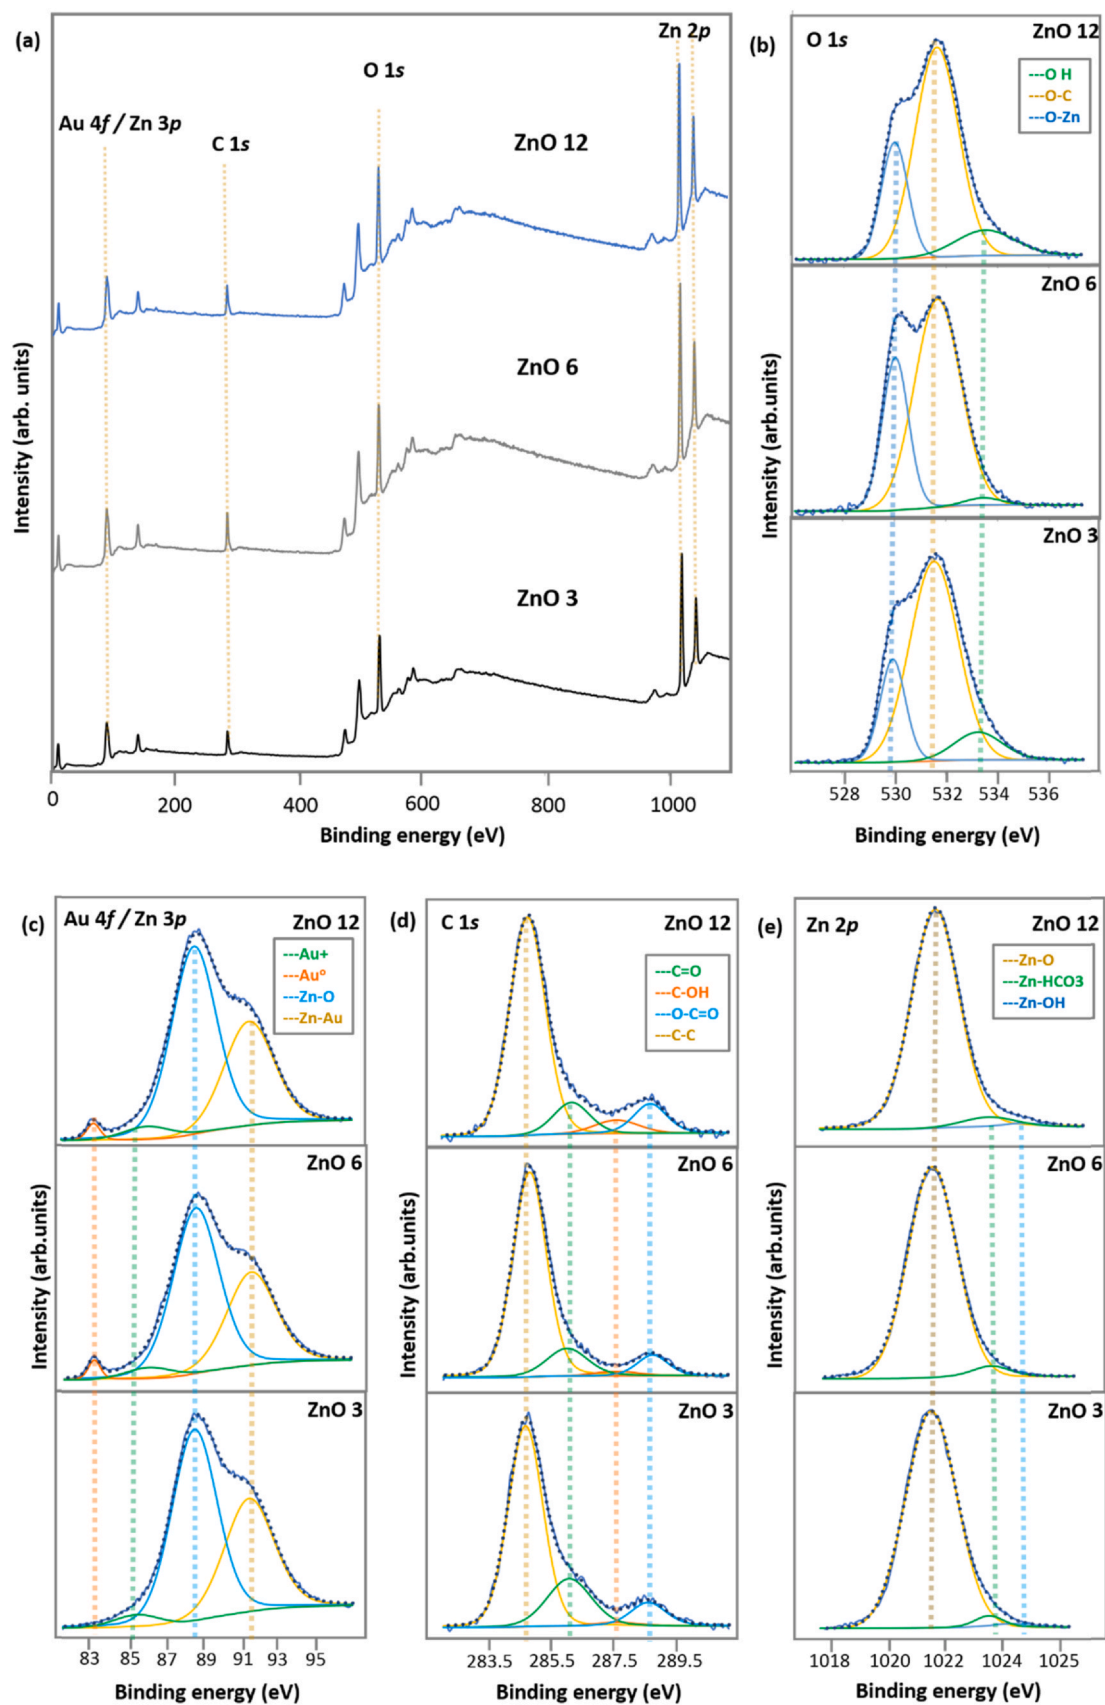 (a)
Zn 2p
O 1s
Au 4f / Zn 3p
C 1s
ZnO 12
ZnO 6
ZnO 3
Intensity (arb. units)
0 200 400 600 800 1000
Binding energy (eV)
(b)
O 1s
ZnO 12
---O H
---O-C
---O-Zn
ZnO 6
ZnO 3
Intensity (arb.units)
528 530 532 534 536
Binding energy (eV)
(c)
Au 4f / Zn 3p
ZnO 12
---Au+
---Auº
---Zn-O
---Zn-Au
ZnO 6
ZnO 3
Intensity (arb.units)
83 85 87 89 91 93 95
Binding energy (eV)
(d)
C 1s
ZnO 12
---C=O
---C-OH
---O-C=O
---C-C
ZnO 6
ZnO 3
Intensity (arb.units)
283.5 285.5 287.5 289.5
Binding energy (eV)
(e)
Zn 2p
ZnO 12
---Zn-O
---Zn-HCO3
---Zn-OH
ZnO 6
ZnO 3
Intensity (arb.units)
1018 1020 1022 1024 1025
Binding energy (eV)